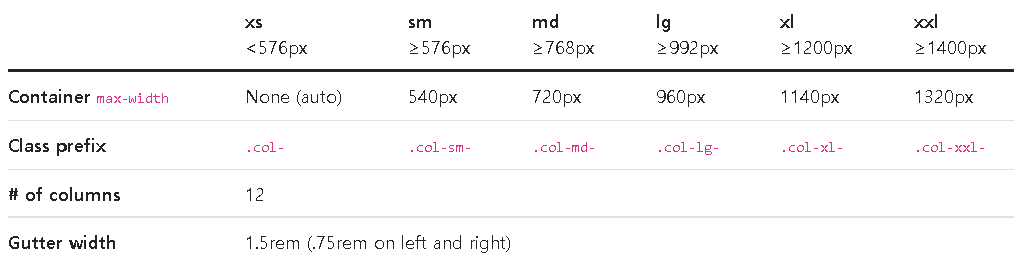 xs sm md lg xl xxl
<576px ≥576px ≥768px ≥992px ≥1200px ≥1400px
Container max-width None (auto) 540px 720px 960px 1140px 1320px
Class prefix .col- .col-sm- .col-md- .col-lg- .col-xl- .col-xxl-
# of columns 12
Gutter width 1.5rem (.75rem on left and right)